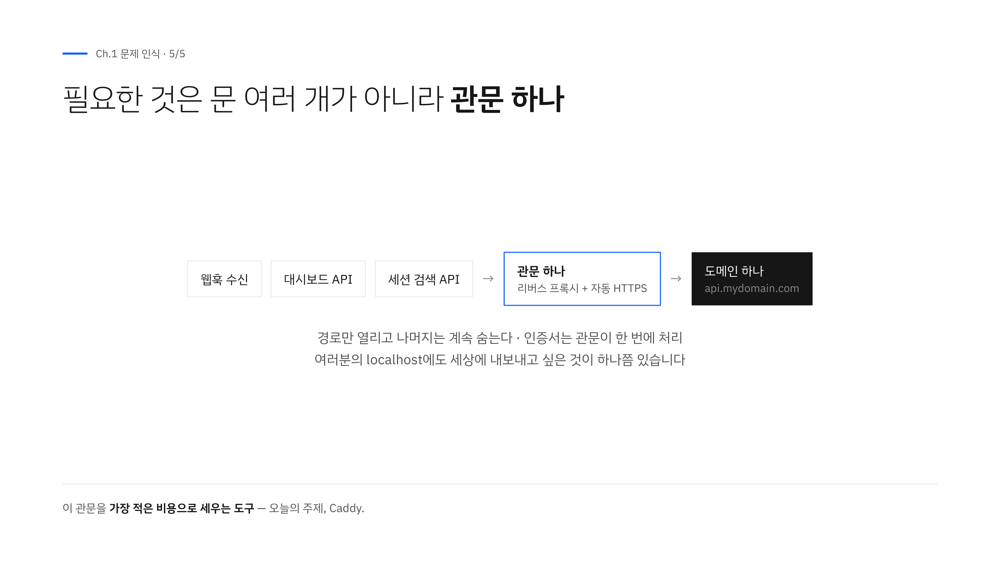 Ch.1 문제 인식 · 5/5
필요한 것은 문 여러 개가 아니라 관문 하나
웹훅 수신
대시보드 API
세션 검색 API
→
관문 하나
리버스 프록시 + 자동 HTTPS
→
도메인 하나
api.mydomain.com
경로만 열리고 나머지는 계속 숨는다 · 인증서는 관문이 한 번에 처리
여러분의 localhost에도 세상에 내보내고 싶은 것이 하나쯤 있습니다
이 관문을 가장 적은 비용으로 세우는 도구 — 오늘의 주제, Caddy.